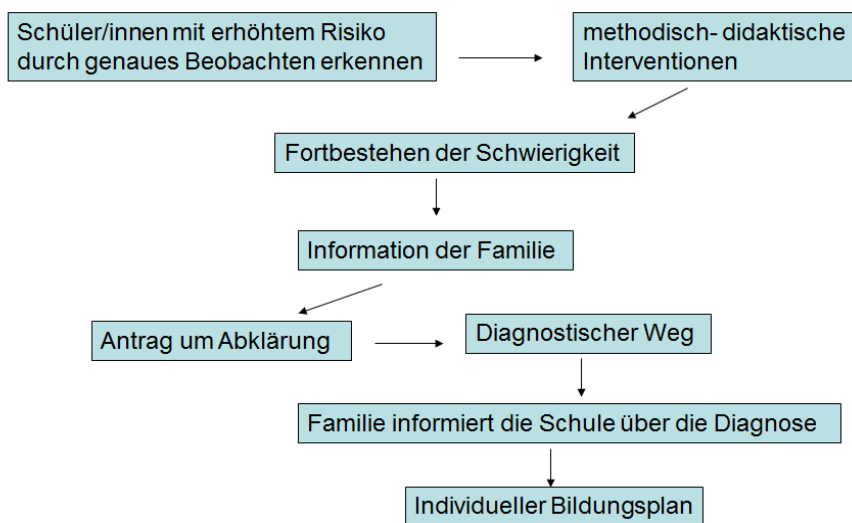 Schüler/innen mit erhöhtem Risiko
durch genaues Beobachten erkennen
methodisch- didaktische
Interventionen
Fortbestehen der Schwierigkeit
Information der Familie
Antrag um Abklärung
Diagnostischer Weg
Familie informiert die Schule über die Diagnose
Individueller Bildungsplan